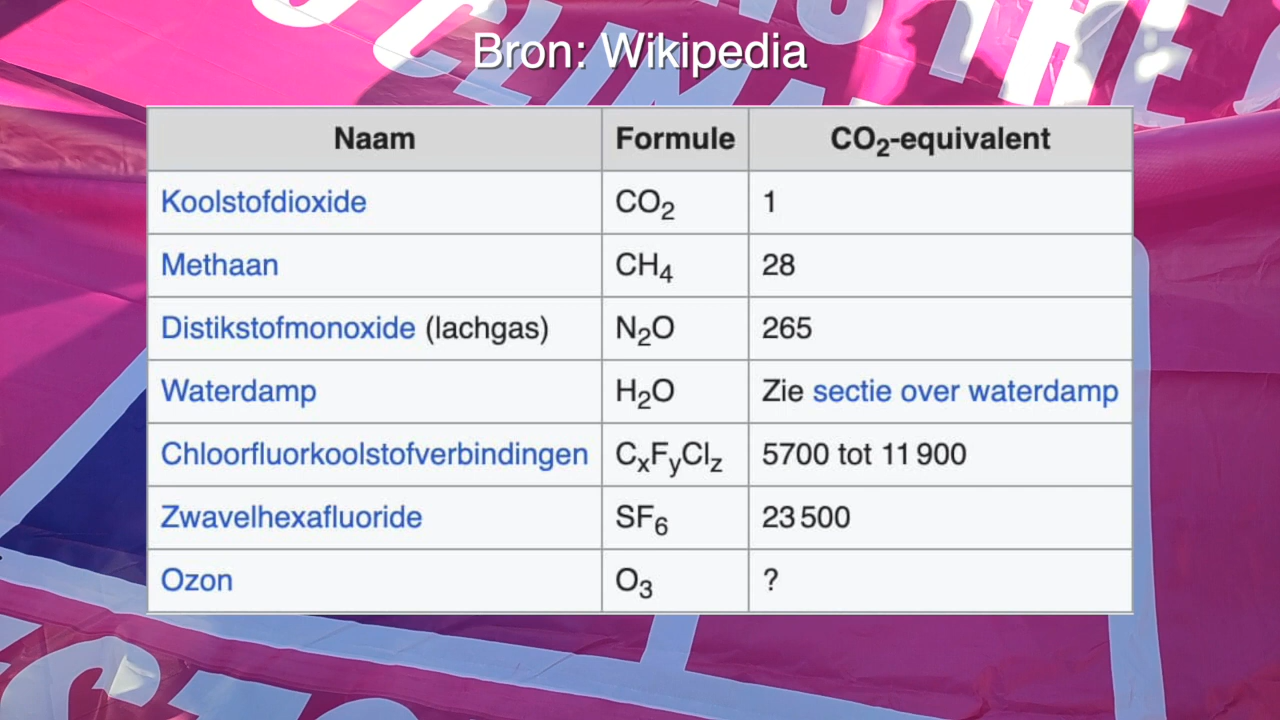 Bron: Wikipedia
Naam Formule CO₂-equivalent
Koolstofdioxide CO₂ 1
Methaan CH₄ 28
Distikstofmonoxide (lachgas) N₂O 265
Waterdamp H₂O Zie sectie over waterdamp
Chloorfluorkoolstofverbindingen CₓFᵧCl_z 5700 tot 11 900
Zwavelhexafluoride SF₆ 23 500
Ozon O₃ ?